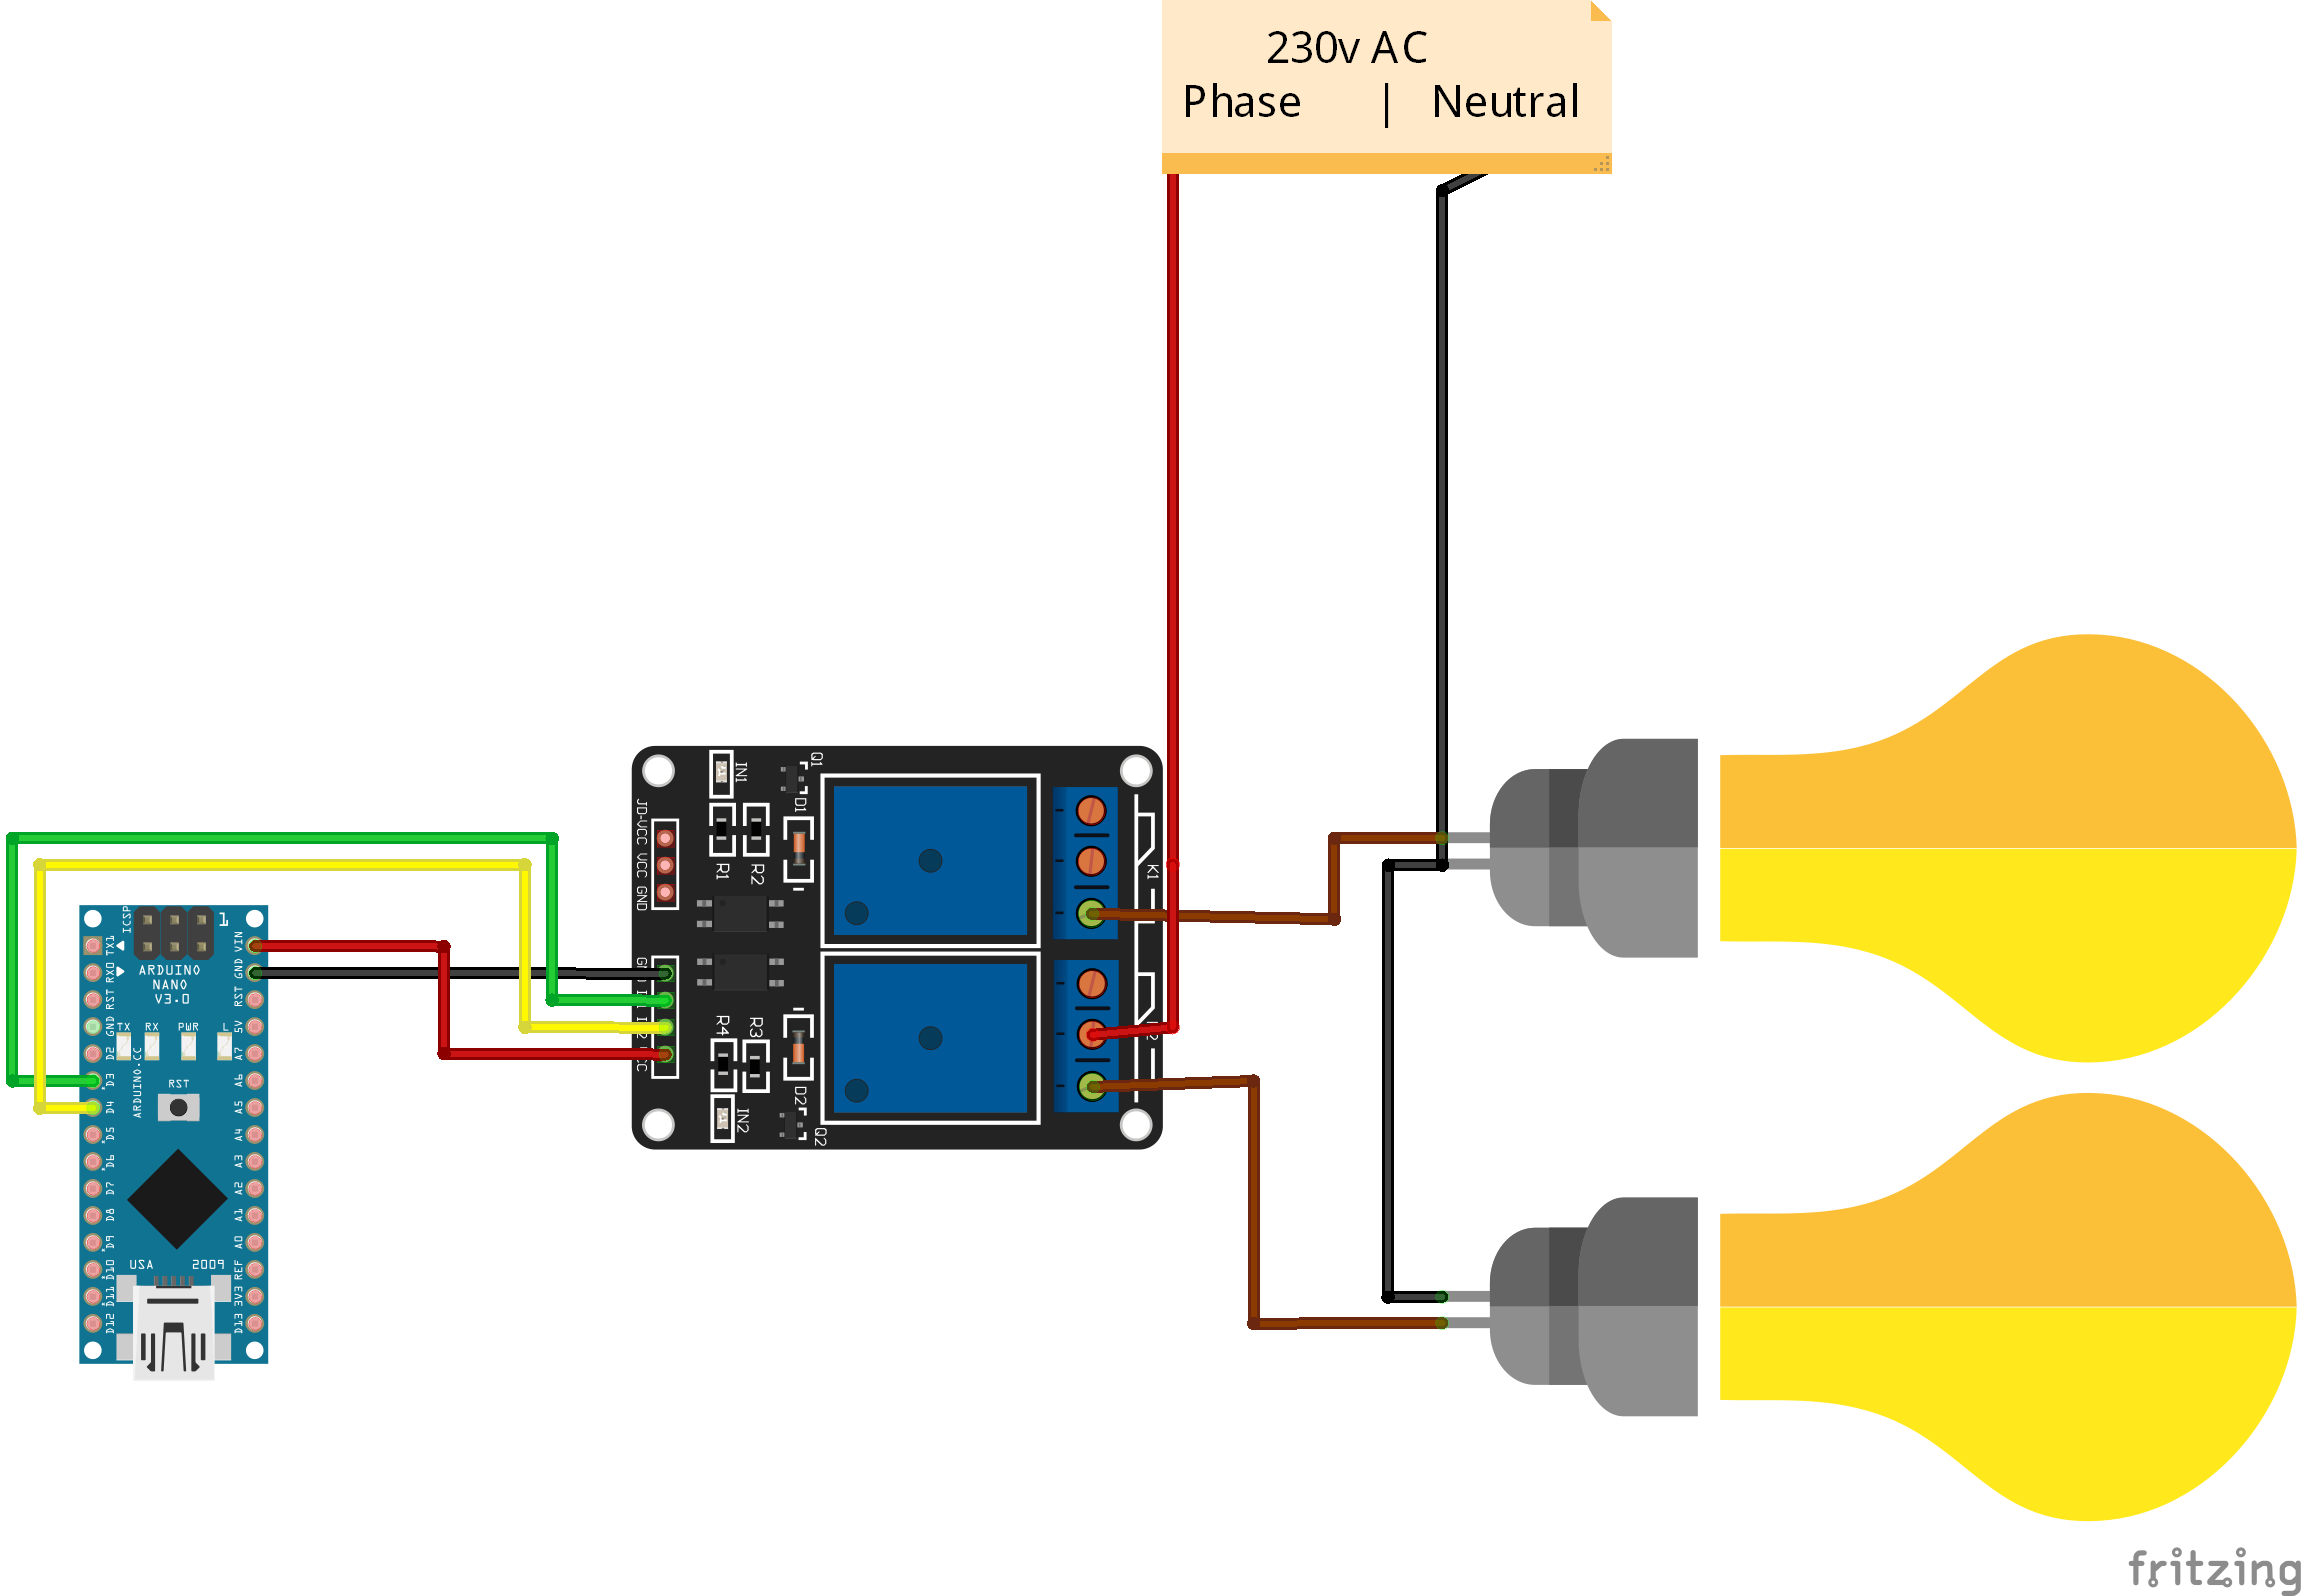 230v AC
Phase | Neutral
IN1
Q1
D1
JD-VCC VCC GND
R1
R2
K1
ICSP
1
TX1
RX0
RST
GND
D2
D3
D4
D5
D6
D7
D8
D9
D10
D11
D12
VIN
GND
RST
5V
A7
A6
A5
A4
A3
A2
A1
A0
REF
3V3
D13
ARDUINO
NANO
V3.0
TX
RX
PWR
L
RST
ARDUINO.CC
USA
2009
R4
R3
D2
IN2
Q2
fritzing